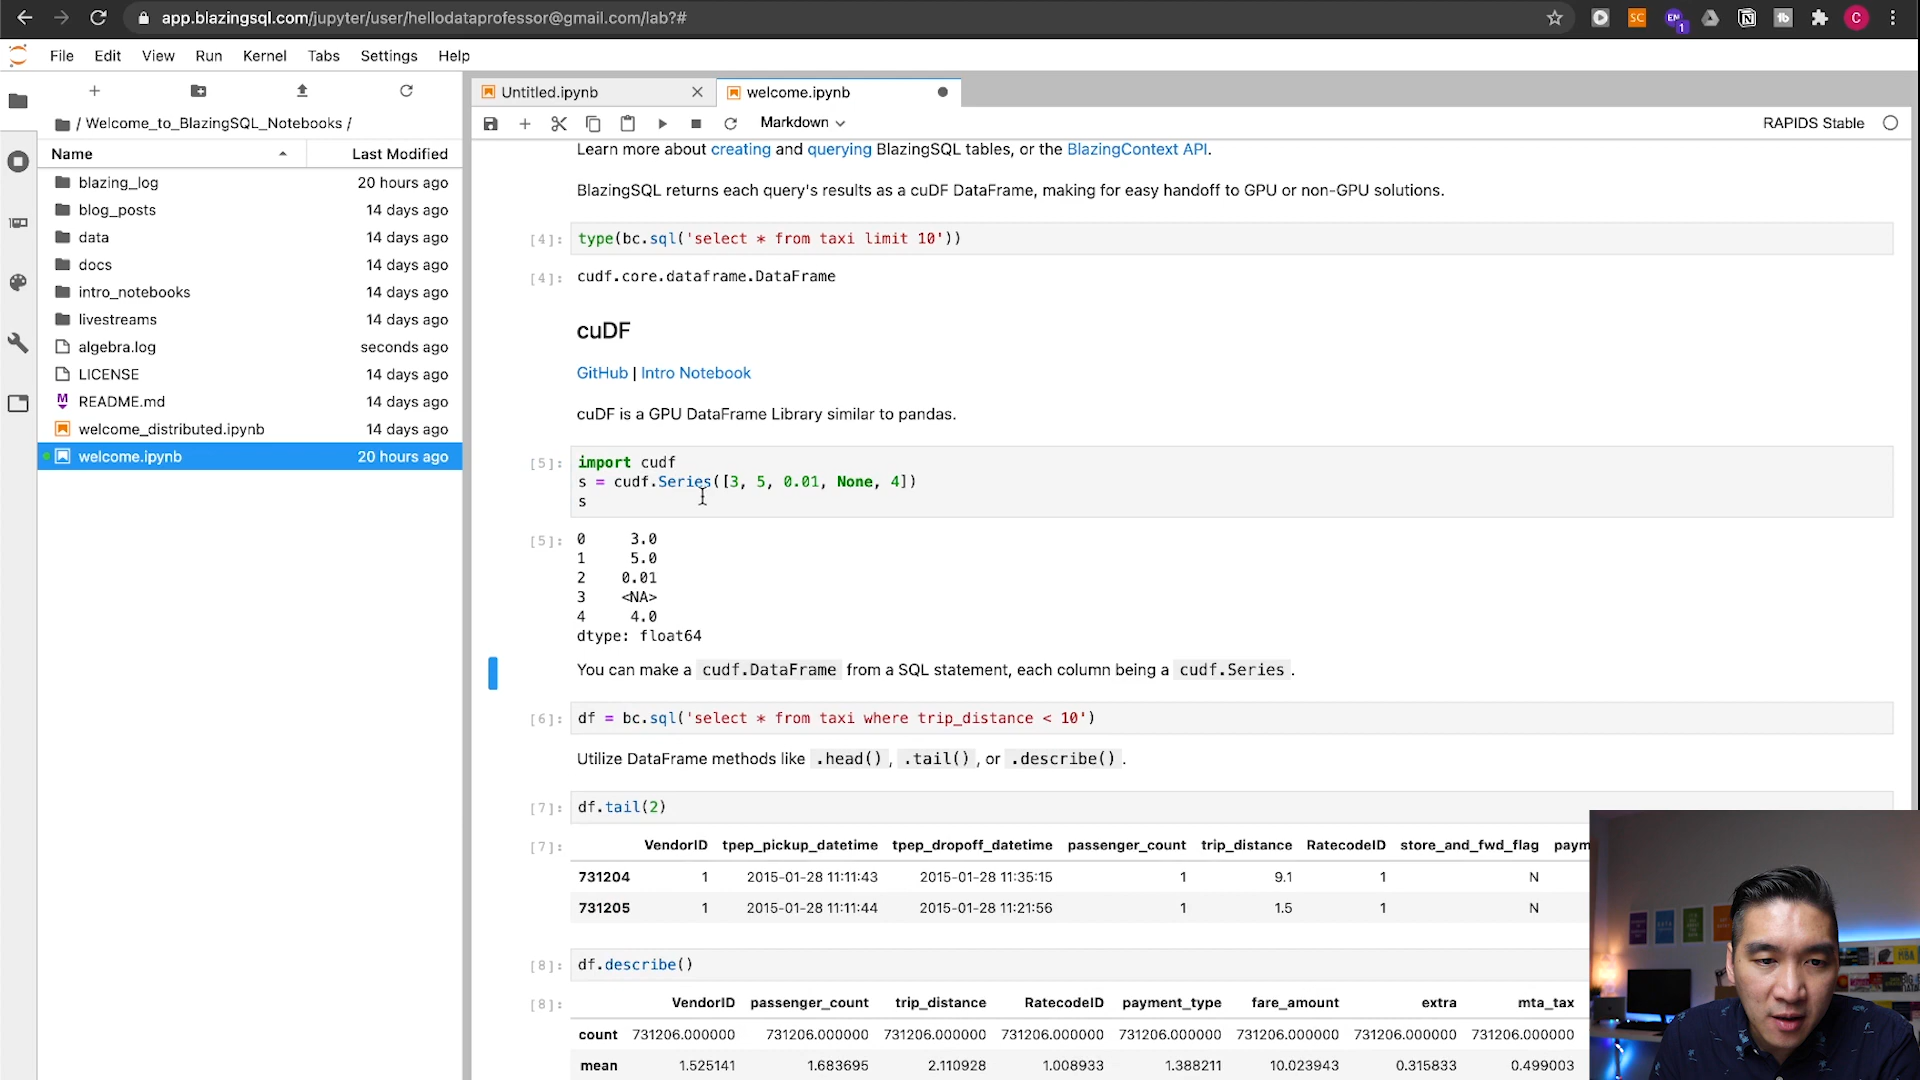 app.blazingsql.com/jupyter/user/hellodataprofessor@gmail.com/lab?#
SC
EN
1
C
File Edit View Run Kernel Tabs Settings Help
Untitled.ipynb
welcome.ipynb
/ Welcome_to_BlazingSQL_Notebooks /
Markdown
RAPIDS Stable
Name Last Modified
blazing_log 20 hours ago
blog_posts 14 days ago
data 14 days ago
docs 14 days ago
intro_notebooks 14 days ago
livestreams 14 days ago
algebra.log seconds ago
LICENSE 14 days ago
README.md 14 days ago
welcome_distributed.ipynb 14 days ago
welcome.ipynb 20 hours ago
Learn more about creating and querying BlazingSQL tables, or the BlazingContext API.
BlazingSQL returns each query's results as a cuDF DataFrame, making for easy handoff to GPU or non-GPU solutions.
[4]: type(bc.sql('select * from taxi limit 10'))
[4]: cudf.core.dataframe.DataFrame
cuDF
GitHub | Intro Notebook
cuDF is a GPU DataFrame Library similar to pandas.
[5]: import cudf
s = cudf.Series([3, 5, 0.01, None, 4])
s
[5]: 0 3.0
1 5.0
2 0.01
3 <NA>
4 4.0
dtype: float64
You can make a cudf.DataFrame from a SQL statement, each column being a cudf.Series .
[6]: df = bc.sql('select * from taxi where trip_distance < 10')
Utilize DataFrame methods like .head() , .tail() , or .describe() .
[7]: df.tail(2)
[7]: VendorID tpep_pickup_datetime tpep_dropoff_datetime passenger_count trip_distance RatecodeID store_and_fwd_flag paym
731204 1 2015-01-28 11:11:43 2015-01-28 11:35:15 1 9.1 1 N
731205 1 2015-01-28 11:11:44 2015-01-28 11:21:56 1 1.5 1 N
[8]: df.describe()
[8]: VendorID passenger_count trip_distance RatecodeID payment_type fare_amount extra mta_tax
count 731206.000000 731206.000000 731206.000000 731206.000000 731206.000000 731206.000000 731206.000000 731206.000000
mean 1.525141 1.683695 2.110928 1.008933 1.388211 10.023943 0.315833 0.499003